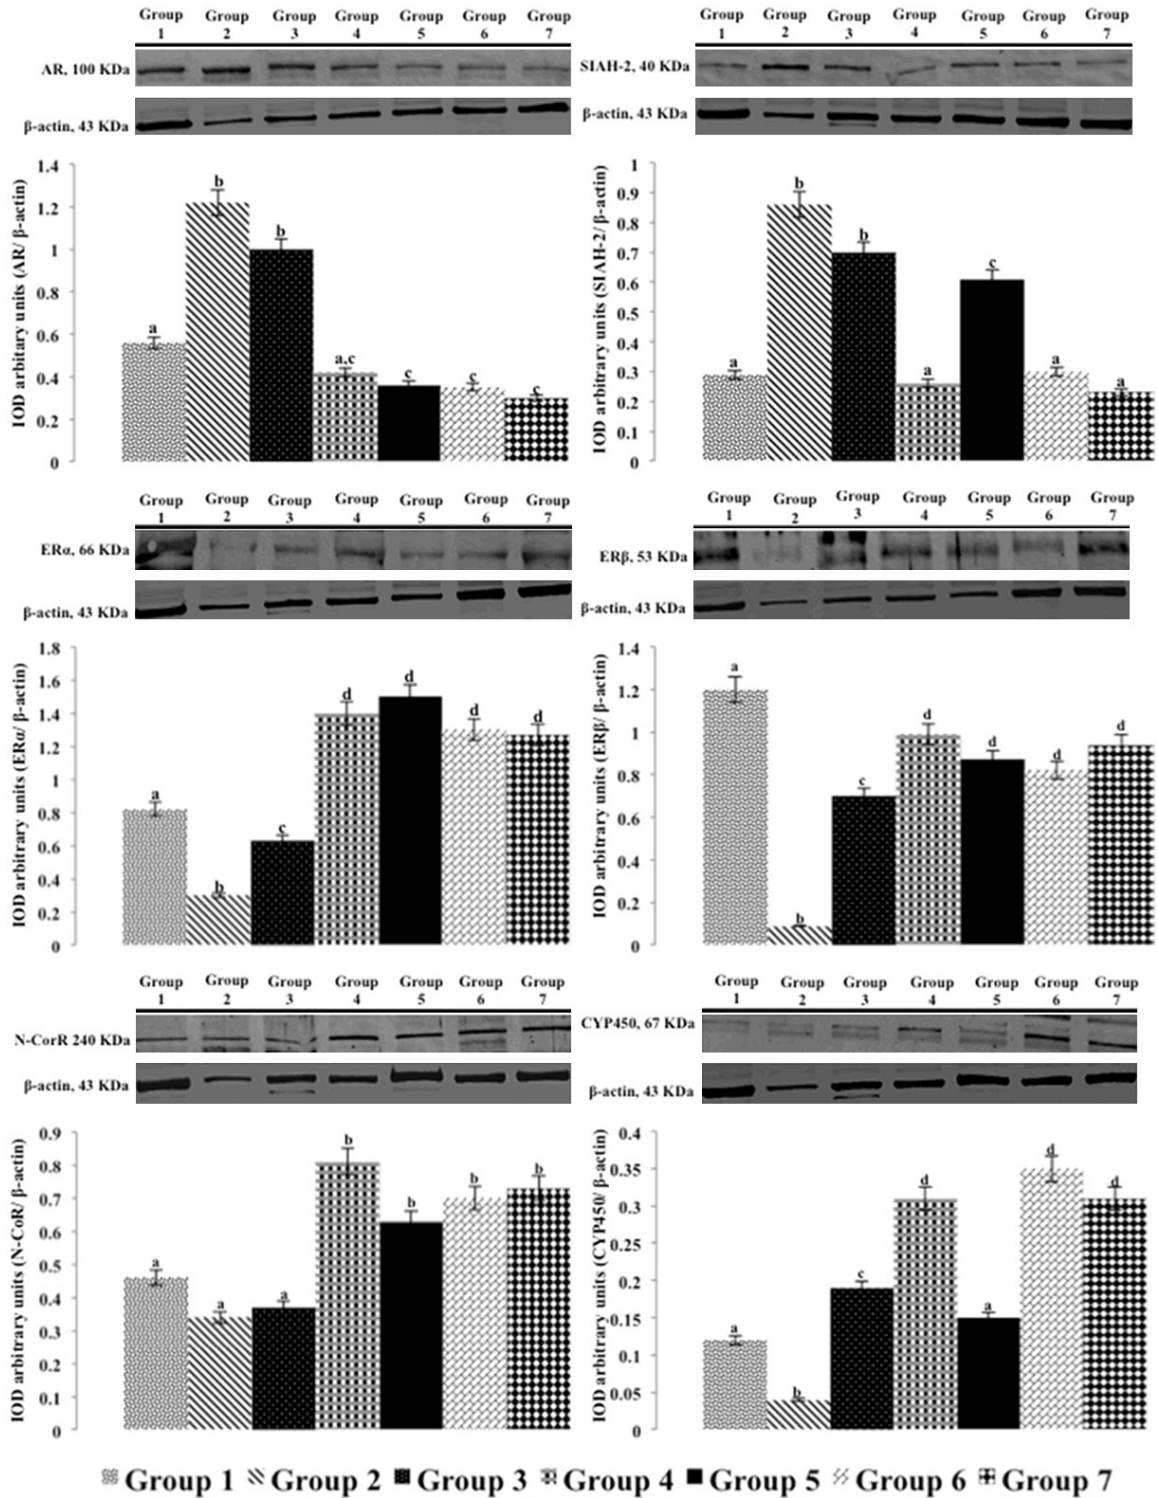 Group Group Group Group Group Group Group
1 2 3 4 5 6 7
AR, 100 KDa
β-actin, 43 KDa
IOD arbitary units (AR/ β-actin)
1.4
1.2
1
0.8
0.6
0.4
0.2
0
a b b a,c c c c
Group Group Group Group Group Group Group
1 2 3 4 5 6 7
SIAH-2, 40 KDa
β-actin, 43 KDa
IOD arbitrary units (SIAH-2/ β-actin)
1
0.9
0.8
0.7
0.6
0.5
0.4
0.3
0.2
0.1
0
a b b a c a a
Group Group Group Group Group Group Group
1 2 3 4 5 6 7
ERα, 66 KDa
β-actin, 43 KDa
IOD arbitrary units (ERα/ β-actin)
1.8
1.6
1.4
1.2
1
0.8
0.6
0.4
0.2
0
a b c d d d d
Group Group Group Group Group Group Group
1 2 3 4 5 6 7
ERβ, 53 KDa
β-actin, 43 KDa
IOD arbitrary units (ERβ/ β-actin)
1.4
1.2
1
0.8
0.6
0.4
0.2
0
a b c d d d d
Group Group Group Group Group Group Group
1 2 3 4 5 6 7
N-CorR 240 KDa
β-actin, 43 KDa
IOD arbitrary units (N-CoR/ β-actin)
0.9
0.8
0.7
0.6
0.5
0.4
0.3
0.2
0.1
0
a a a b b b b
Group Group Group Group Group Group Group
1 2 3 4 5 6 7
CYP450, 67 KDa
β-actin, 43 KDa
IOD arbitrary units (CYP450/ β-actin)
0.4
0.35
0.3
0.25
0.2
0.15
0.1
0.05
0
a b c d a d d
Group 1 Group 2 Group 3 Group 4 Group 5 Group 6 Group 7